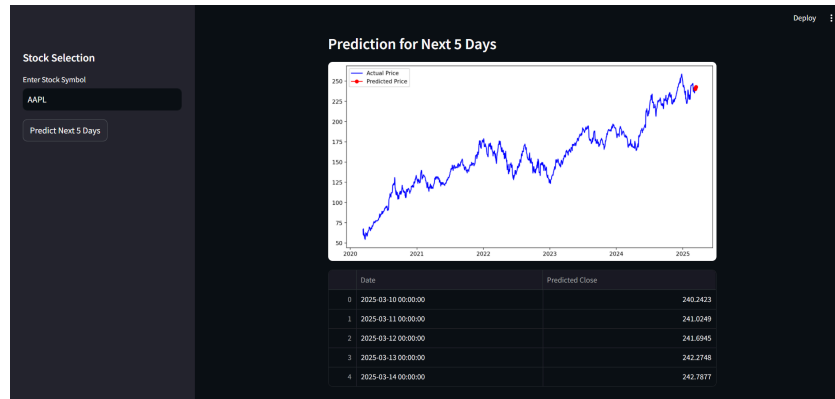 Deploy
Stock Selection
Enter Stock Symbol
AAPL
Predict Next 5 Days
Prediction for Next 5 Days
Actual Price
Predicted Price
250
225
200
175
150
125
100
75
50
2020 2021 2022 2023 2024 2025
Date Predicted Close
0 2025-03-10 00:00:00 240.2423
1 2025-03-11 00:00:00 241.0249
2 2025-03-12 00:00:00 241.6945
3 2025-03-13 00:00:00 242.2748
4 2025-03-14 00:00:00 242.7877